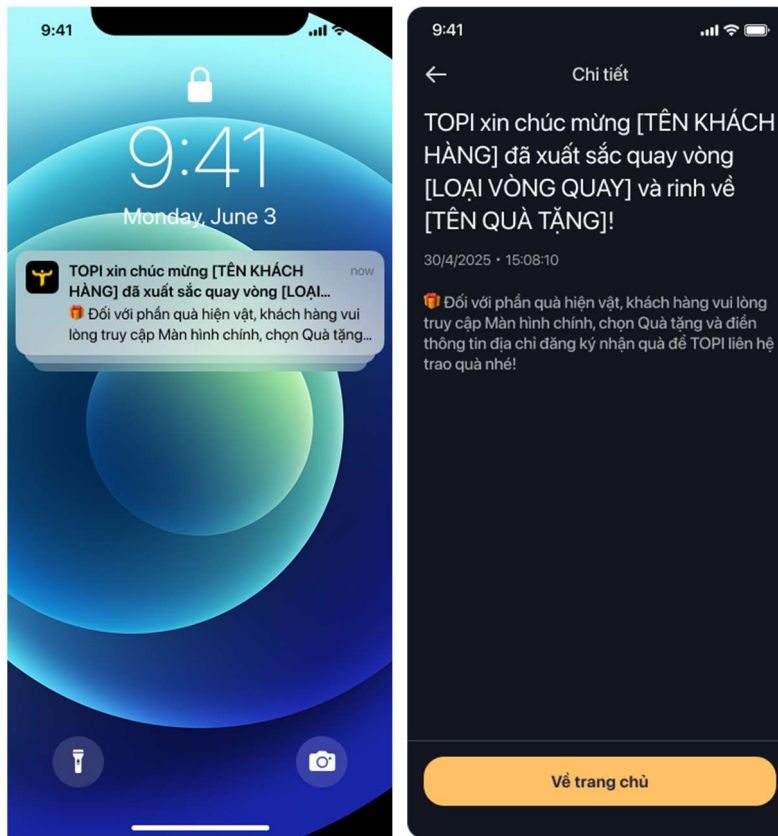 9:41
9:41
Monday, June 3
TOPI xin chúc mừng [TÊN KHÁCH
now
HÀNG] đã xuất sắc quay vòng [LOẠI...
🎁 Đối với phần quà hiện vật, khách hàng vui
lòng truy cập Màn hình chính, chọn Quà tặng...
9:41
Chi tiết
TOPI xin chúc mừng [TÊN KHÁCH
HÀNG] đã xuất sắc quay vòng
[LOẠI VÒNG QUAY] và rinh về
[TÊN QUÀ TẶNG]!
30/4/2025 • 15:08:10
🎁 Đối với phần quà hiện vật, khách hàng vui lòng
truy cập Màn hình chính, chọn Quà tặng và điền
thông tin địa chỉ đăng ký nhận quà để TOPI liên hệ
trao quà nhé!
Về trang chủ